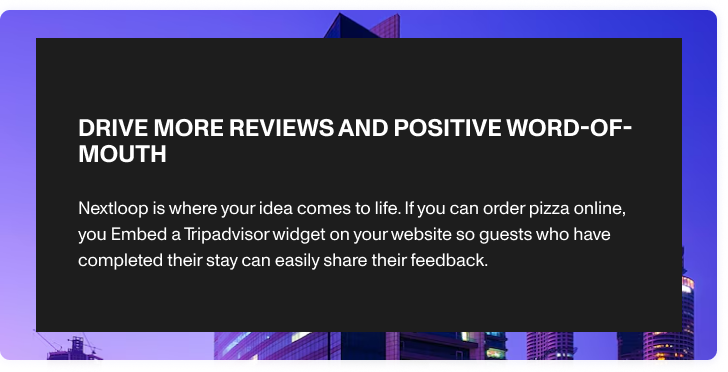 DRIVE MORE REVIEWS AND POSITIVE WORD-OF-
MOUTH
Nextloop is where your idea comes to life. If you can order pizza online,
you Embed a Tripadvisor widget on your website so guests who have
completed their stay can easily share their feedback.